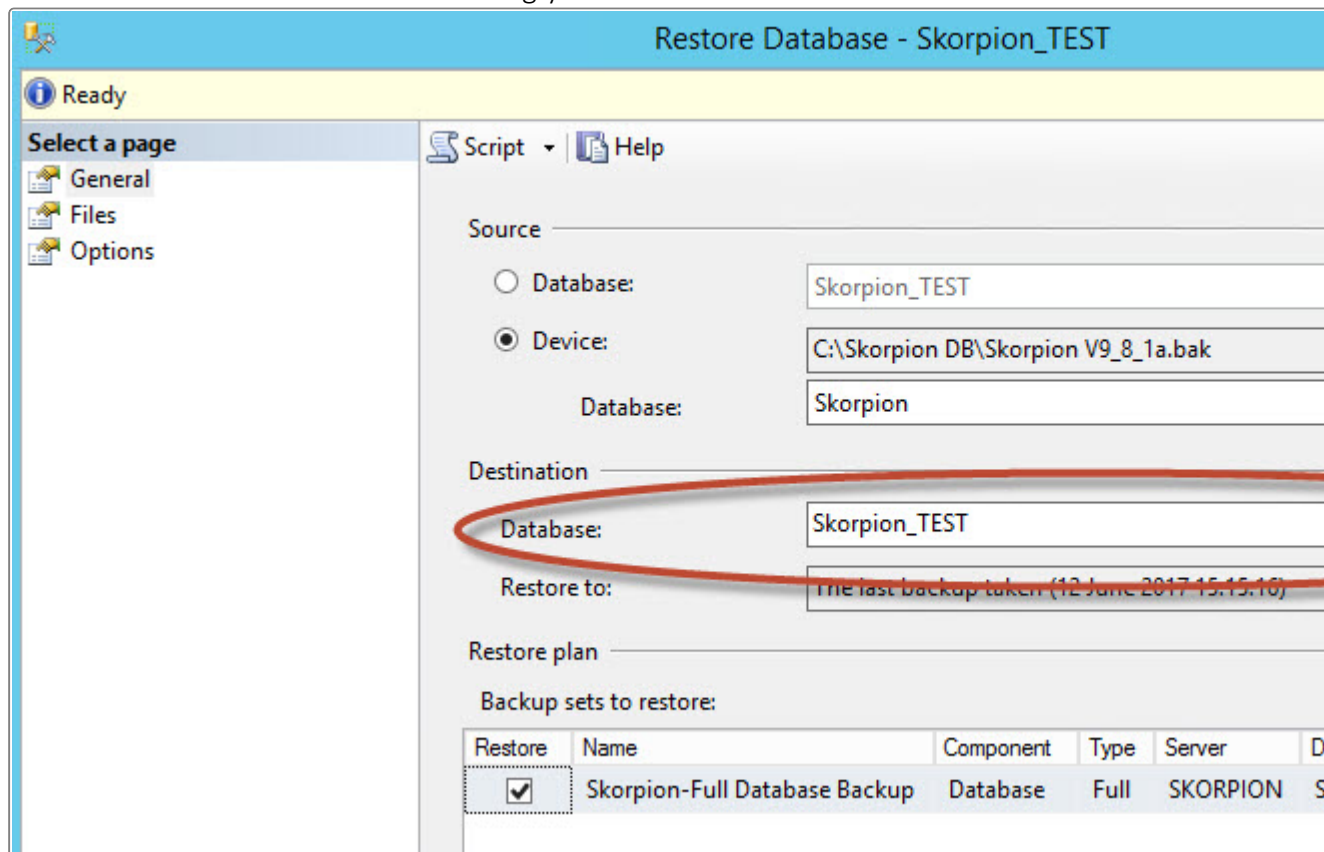 Restore Database - Skorpion_TEST
Ready
Select a page
General
Files
Options
Script Help
Source
Database: Skorpion_TEST
Device: C:\Skorpion DB\Skorpion V9_8_1a.bak
Database: Skorpion
Destination
Database: Skorpion_TEST
Restore to: The last backup taken (12 June 2017 15:15:16)
Restore plan
Backup sets to restore:
Restore Name Component Type Server D
Skorpion-Full Database Backup Database Full SKORPION S